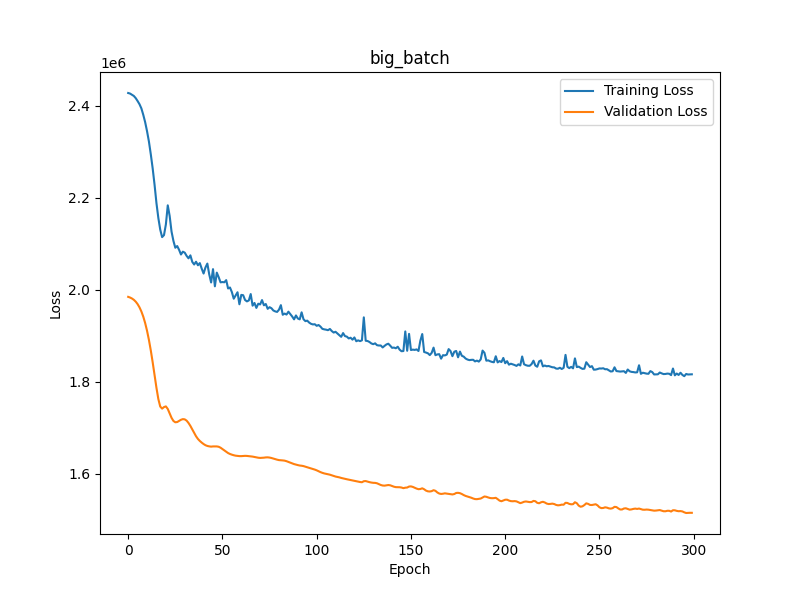 big_batch
1e6
Training Loss
Validation Loss
2.4
2.2
2.0
1.8
1.6
Loss
0 50 100 150 200 250 300
Epoch